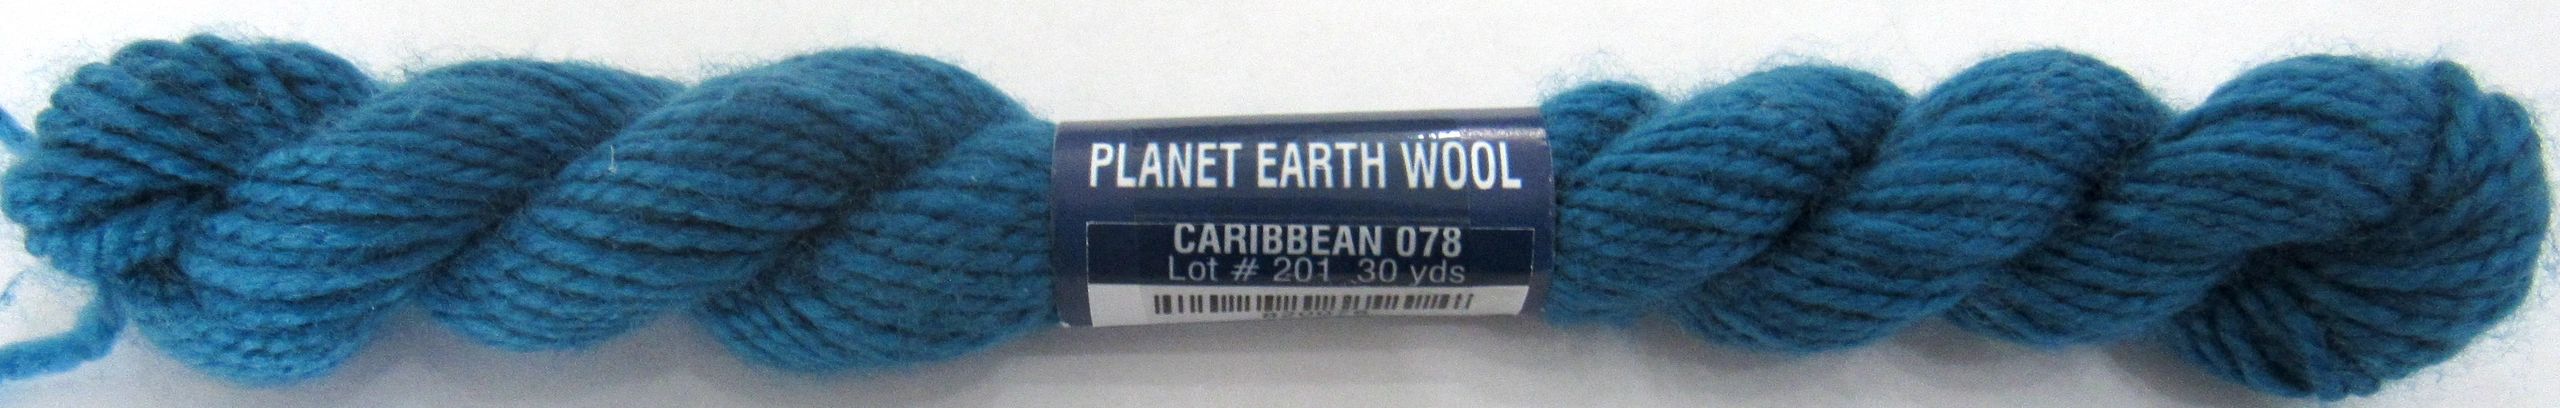 PLANET EARTH WOOL
CARIBBEAN 078
Lot # 201 30 yds